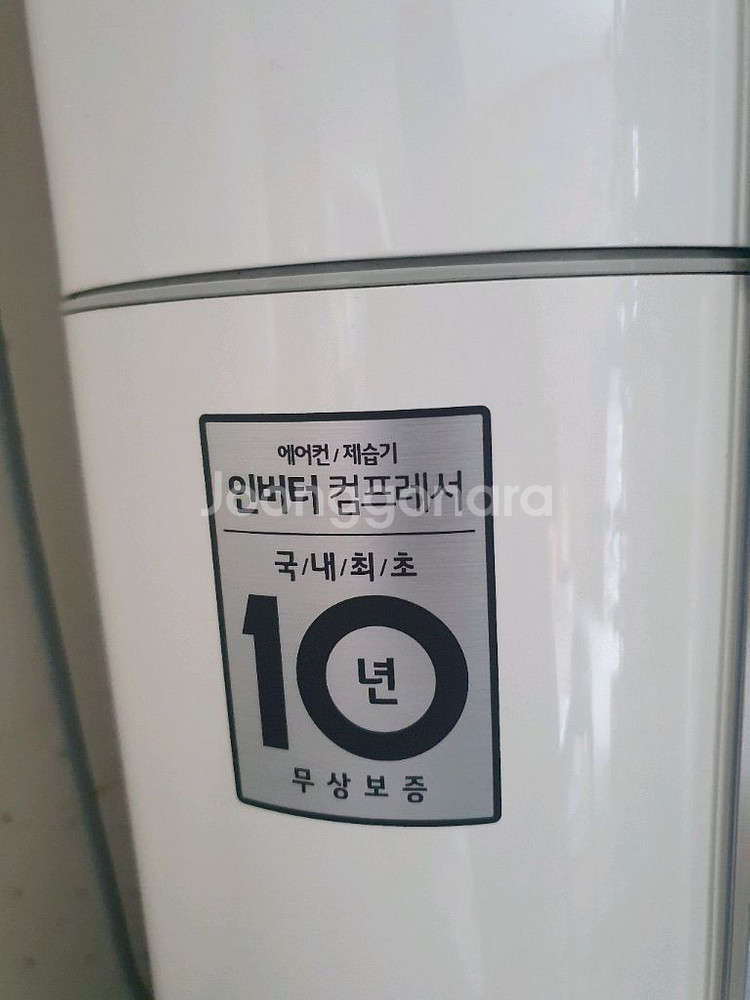 에어컨/제습기
인버터 컴프레서
Joonggonara
국/내/최/초
10년
무상보증